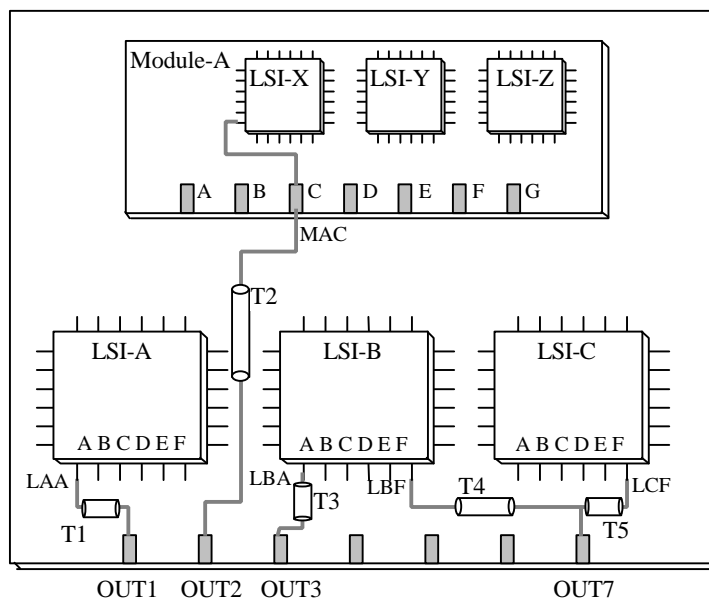 Module-A
LSI-X LSI-Y LSI-Z
A B C D E F G
MAC
T2
LSI-A LSI-B LSI-C
A B C D E F A B C D E F A B C D E F
LAA LBA LBF LCF
T1 T3 T4 T5
OUT1 OUT2 OUT3 OUT7